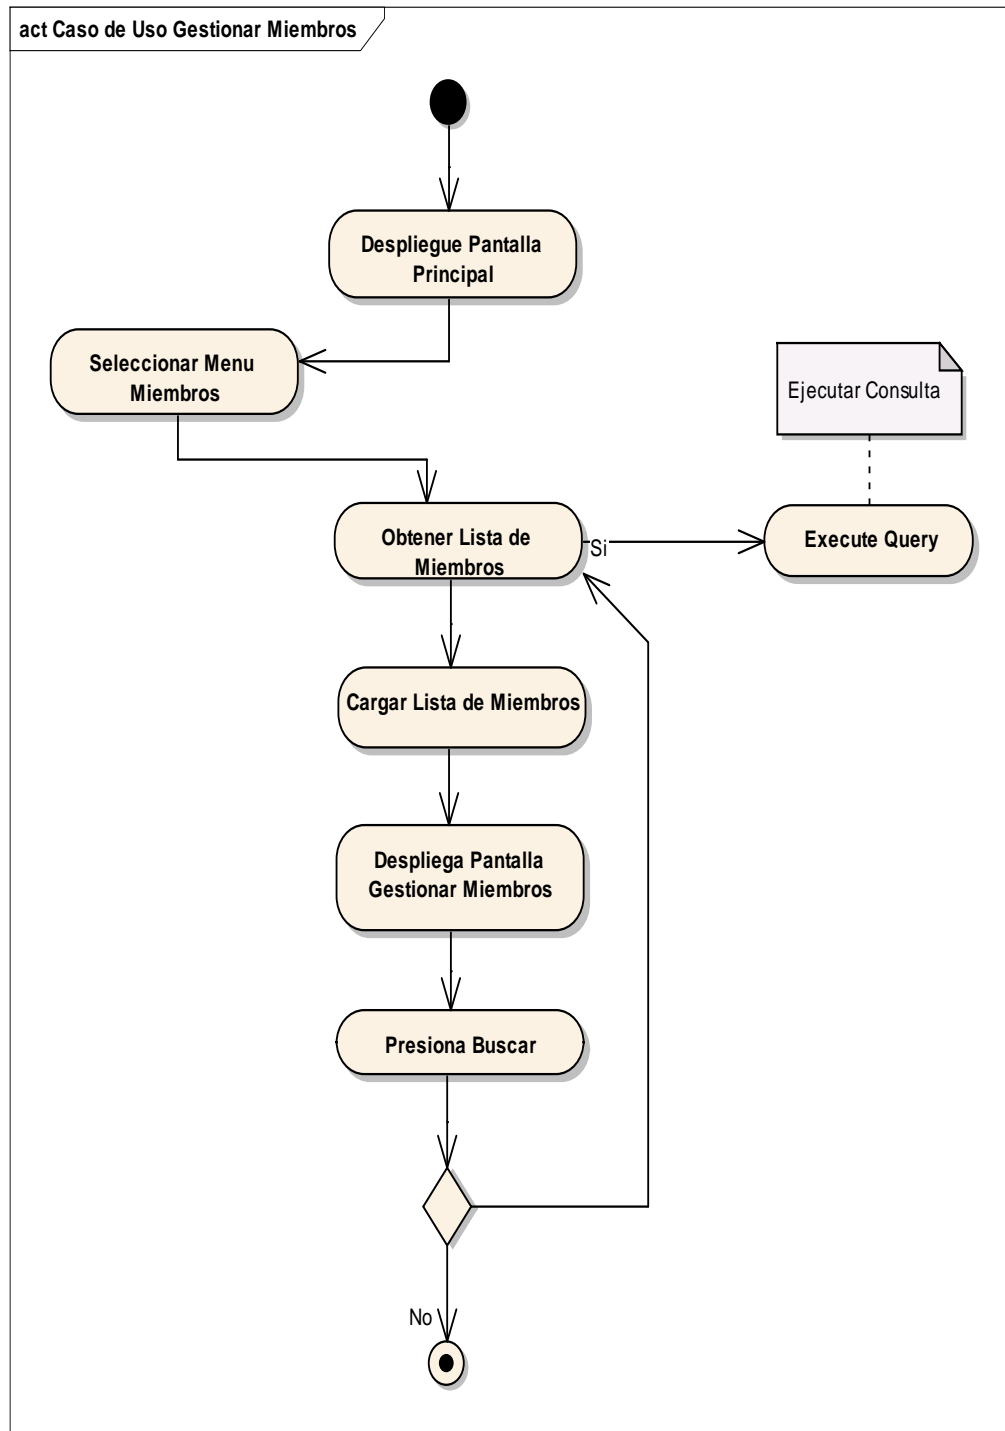 act Caso de Uso Gestionar Miembros
Despliegue Pantalla
Principal
Seleccionar Menu
Miembros
Ejecutar Consulta
Obtener Lista de
Miembros
Si
Execute Query
Cargar Lista de Miembros
Despliega Pantalla
Gestionar Miembros
Presiona Buscar
No